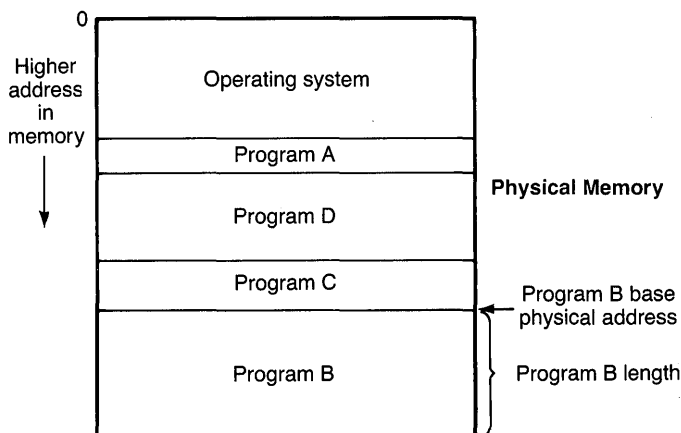 0
Higher
address
in
memory
Operating system
Program A
Program D
Physical Memory
Program C
Program B base
physical address
Program B
Program B length